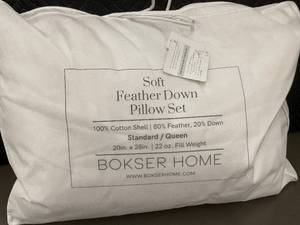 Soft
Feather Down
Pillow Set
100% Cotton Shell | 80% Feather, 20% Down
Standard / Queen
20in. x 28in. | 22 oz. Fill Weight
BOKSER HOME
WWW.BOKSERHOME.COM